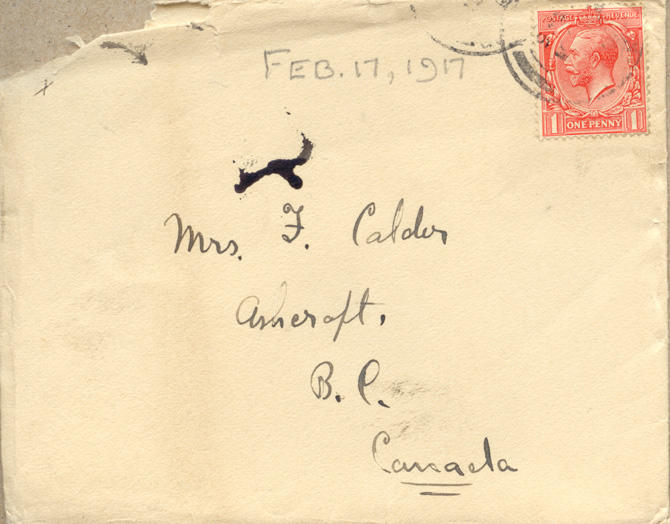 FEB. 17, 1917
POSTAGE REVENUE
1 ONE PENNY 1
Mrs. F. Calder
Ashcroft,
B. C.
Canada